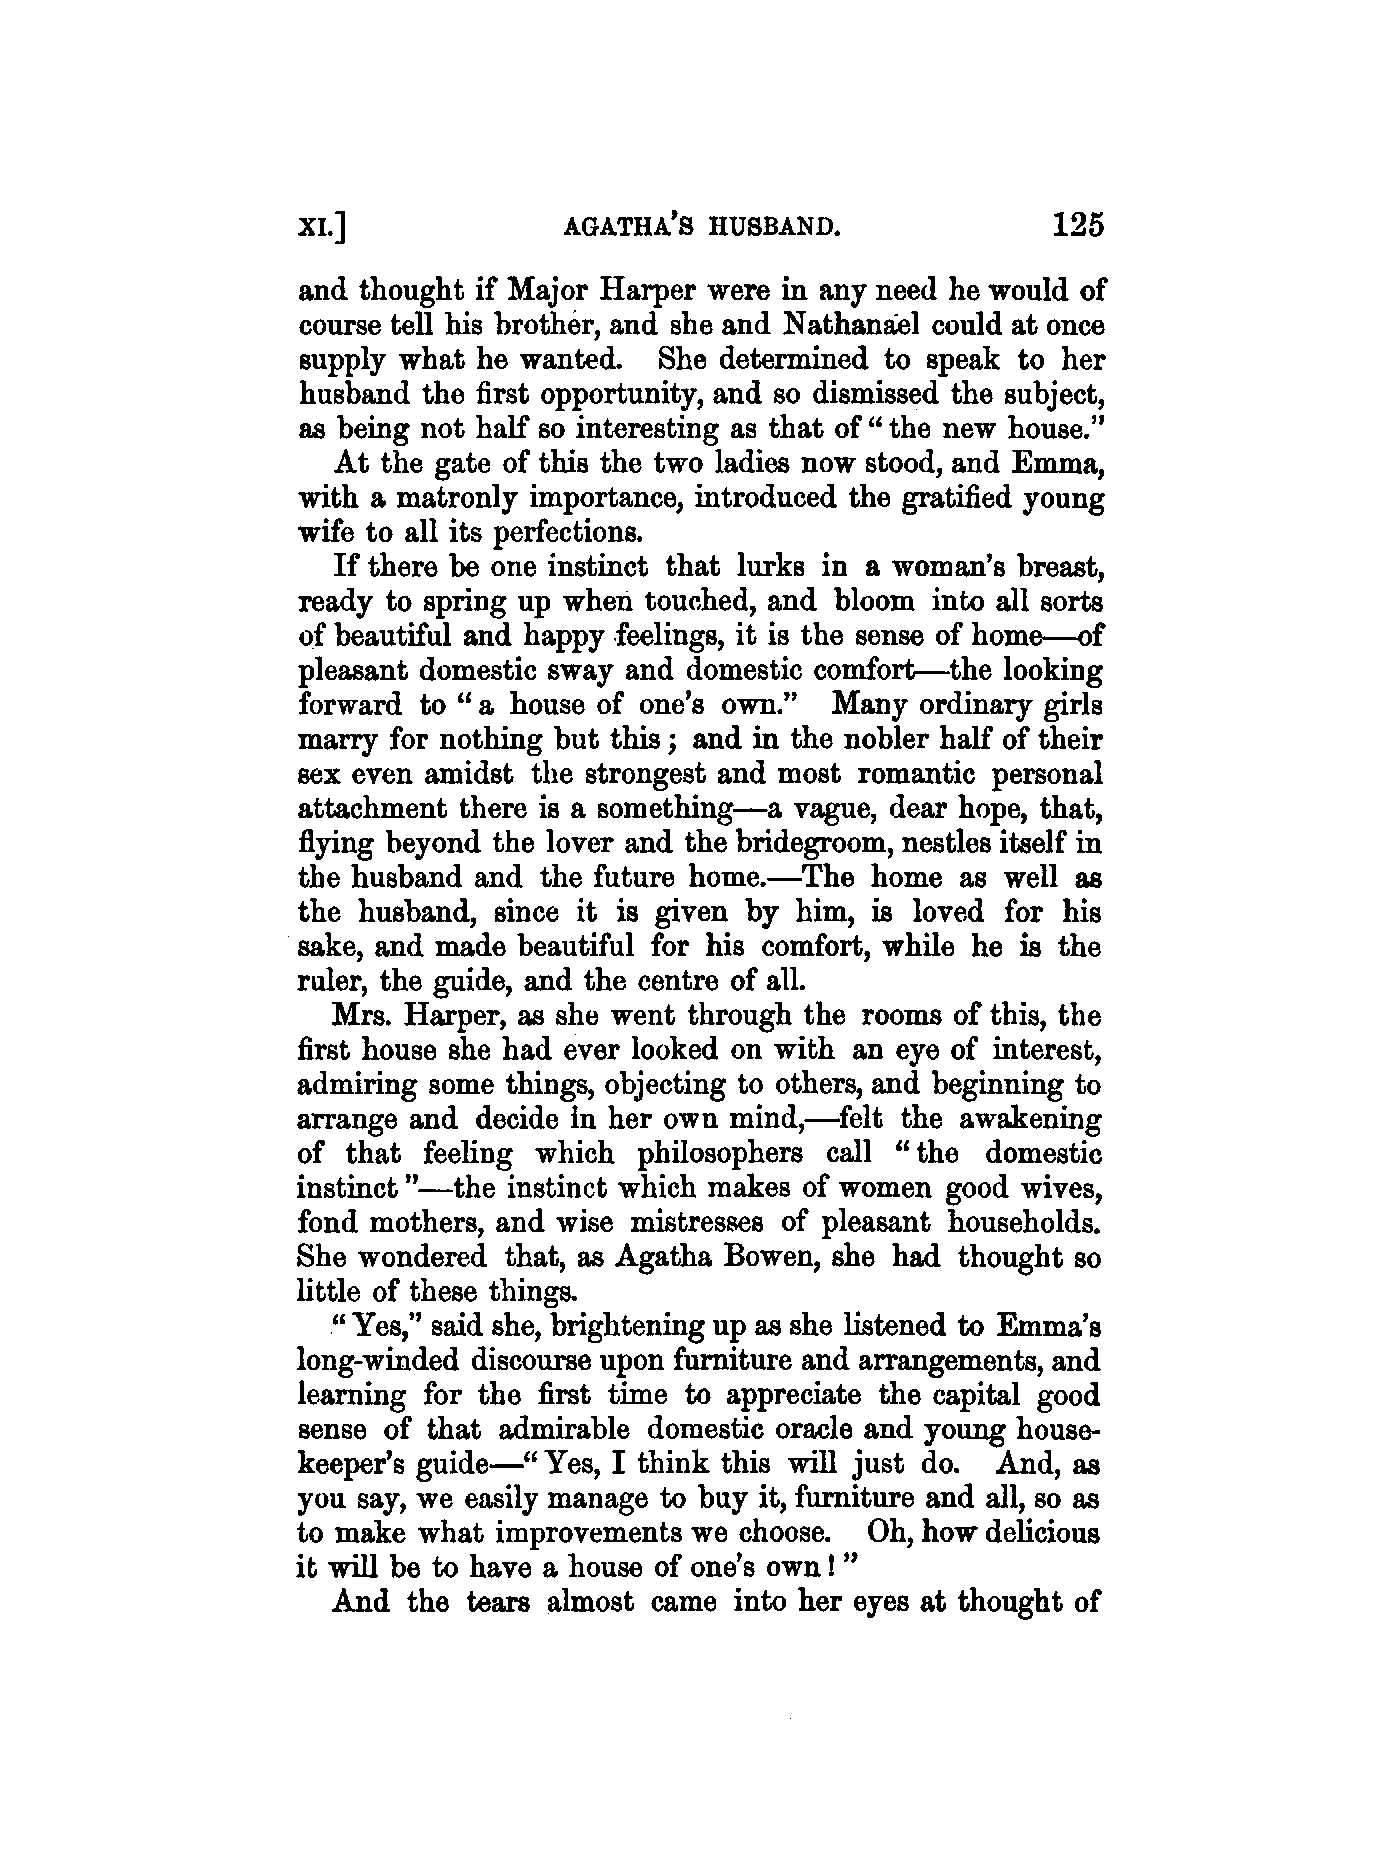 XI.] AGATHA'S HUSBAND. 125
and thought if Major Harper were in any need he would of
course tell his brother, and she and Nathanael could at once
supply what he wanted. She determined to speak to her
husband the first opportunity, and so dismissed the subject,
as being not half so interesting as that of “the new house.”
At the gate of this the two ladies now stood, and Emma,
with a matronly importance, introduced the gratified young
wife to all its perfections.
If there be one instinct that lurks in a woman's breast,
ready to spring up when touched, and bloom into all sorts
of beautiful and happy feelings, it is the sense of home—of
pleasant domestic sway and domestic comfort—the looking
forward to “a house of one's own.” Many ordinary girls
marry for nothing but this; and in the nobler half of their
sex even amidst the strongest and most romantic personal
attachment there is a something—a vague, dear hope, that,
flying beyond the lover and the bridegroom, nestles itself in
the husband and the future home.—The home as well as
the husband, since it is given by him, is loved for his
sake, and made beautiful for his comfort, while he is the
ruler, the guide, and the centre of all.
Mrs. Harper, as she went through the rooms of this, the
first house she had ever looked on with an eye of interest,
admiring some things, objecting to others, and beginning to
arrange and decide in her own mind,—felt the awakening
of that feeling which philosophers call “the domestic
instinct”—the instinct which makes of women good wives,
fond mothers, and wise mistresses of pleasant households.
She wondered that, as Agatha Bowen, she had thought so
little of these things.
“Yes,” said she, brightening up as she listened to Emma's
long-winded discourse upon furniture and arrangements, and
learning for the first time to appreciate the capital good
sense of that admirable domestic oracle and young house-
keeper's guide—“Yes, I think this will just do. And, as
you say, we easily manage to buy it, furniture and all, so as
to make what improvements we choose. Oh, how delicious
it will be to have a house of one's own!”
And the tears almost came into her eyes at thought of